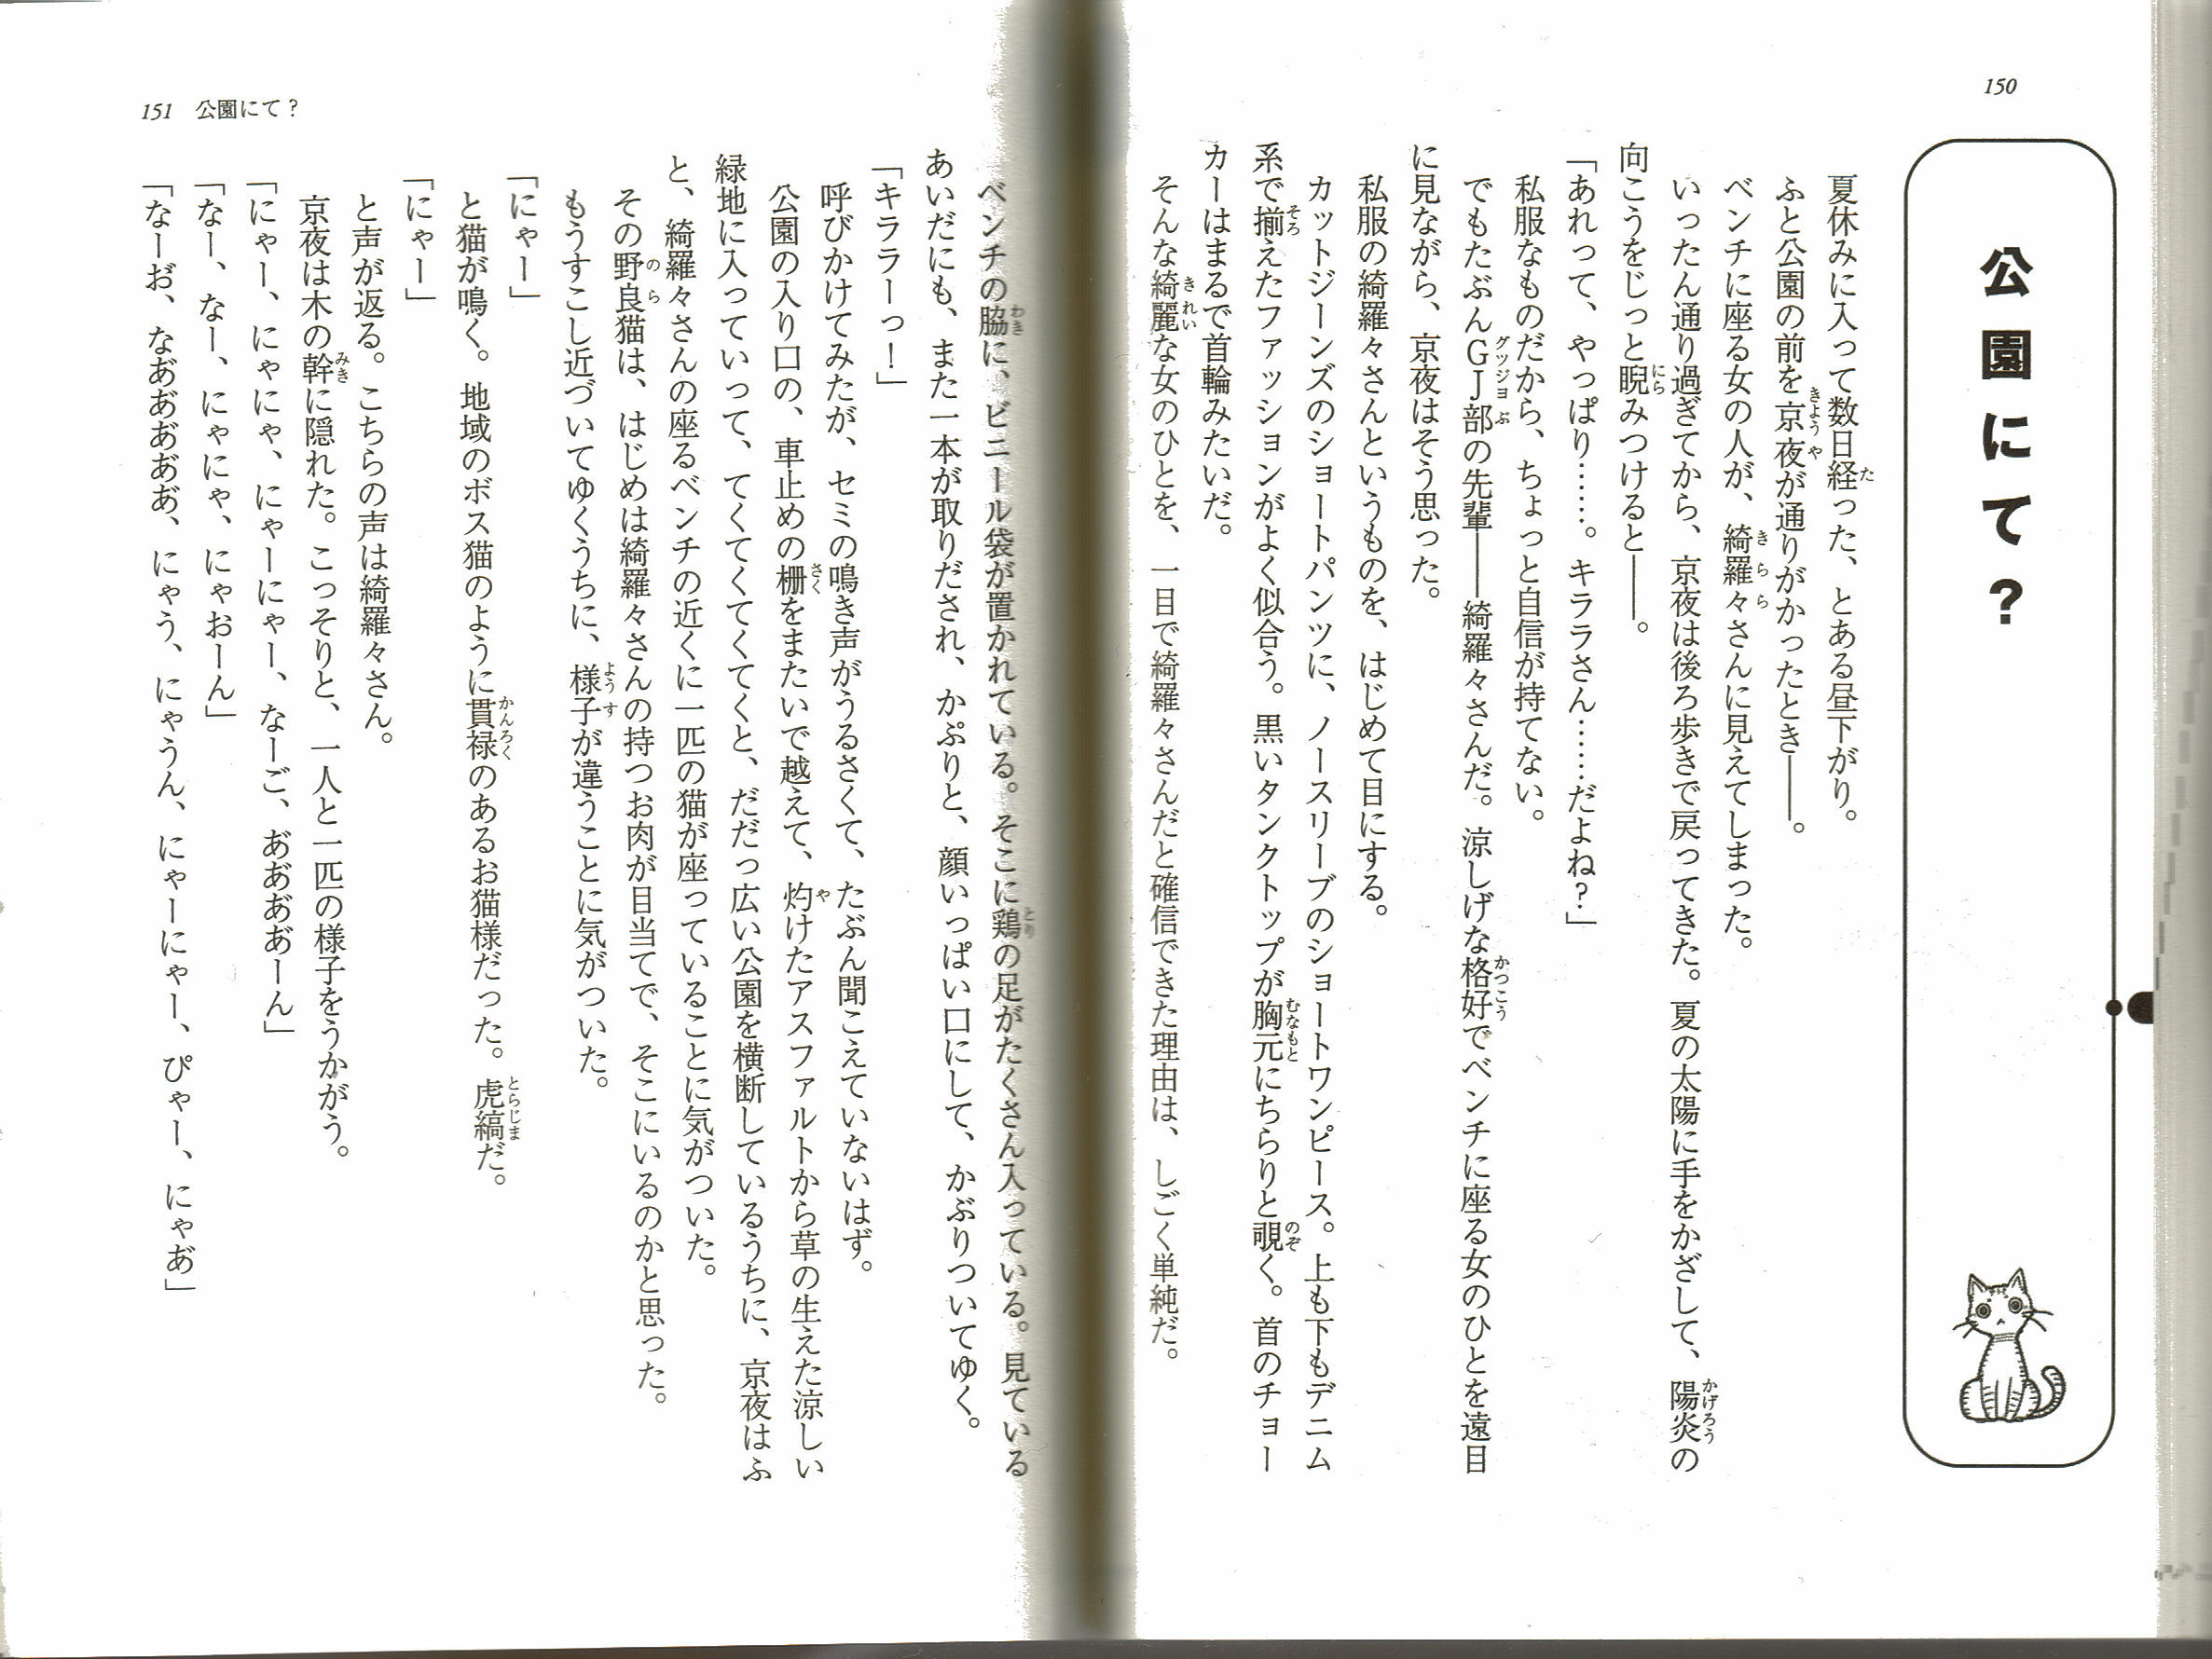 150
公園にて?
夏休みに入って数日経った、とある昼下がり。
ふと公園の前を京夜が通りがかったとき――。
ベンチに座る女の人が、綺羅々さんに見えてしまった。
いったん通り過ぎてから、京夜は後ろ歩きで戻ってきた。夏の太陽に手をかざして、陽炎の
向こうをじっと睨みつけると――。
「あれって、やっぱり……。キララさん……だよね?」
私服なものだから、ちょっと自信が持てない。
でもたぶんGJ部の先輩――綺羅々さんだ。涼しげな格好でベンチに座る女のひとを遠目
に見ながら、京夜はそう思った。
私服の綺羅々さんというものを、はじめて目にする。
カットジーンズのショートパンツに、ノースリーブのショートワンピース。上も下もデニム
系で揃えたファッションがよく似合う。黒いタンクトップが胸元にちらりと覗く。首のチョー
カーはまるで首輪みたいだ。
そんな綺麗な女のひとを、一目で綺羅々さんだと確信できた理由は、しごく単純だ。
ベンチの脇に、ビニール袋が置かれている。そこに鶏の足がたくさん入っている。見ている
あいだにも、また一本が取りだされ、かぷりと、顔いっぱい口にして、かぶりついてゆく。
「キララーっ!」
呼びかけてみたが、セミの鳴き声がうるさくて、たぶん聞こえていないはず。
公園の入り口の、車止めの柵をまたいで越えて、灼けたアスファルトから草の生えた涼しい
緑地に入っていって、てくてくてくてくと、だだっ広い公園を横断しているうちに、京夜はふ
と、綺羅々さんの座るベンチの近くに一匹の猫が座っていることに気がついた。
その野良猫は、はじめは綺羅々さんの持つお肉が目当てで、そこにいるのかと思った。
もうすこし近づいてゆくうちに、様子が違うことに気がついた。
「にゃー」
と猫が鳴く。地域のボス猫のように貫禄のあるお猫様だった。虎縞だ。
「にゃー」
と声が返る。こちらの声は綺羅々さん。
京夜は木の幹に隠れた。こっそりと、一人と一匹の様子をうかがう。
「にゃー、にゃにゃ、にゃーにゃー、なーご、あ゛あ゛あ゛あ゛ーん」
「なー、なー、にゃにゃ、にゃおーん」
「なーお゛、なあ゛あ゛あ゛あ゛あ゛、にゃう、にゃうん、にゃーにゃー、ぴゃー、にゃあ゛」
151 公園にて?